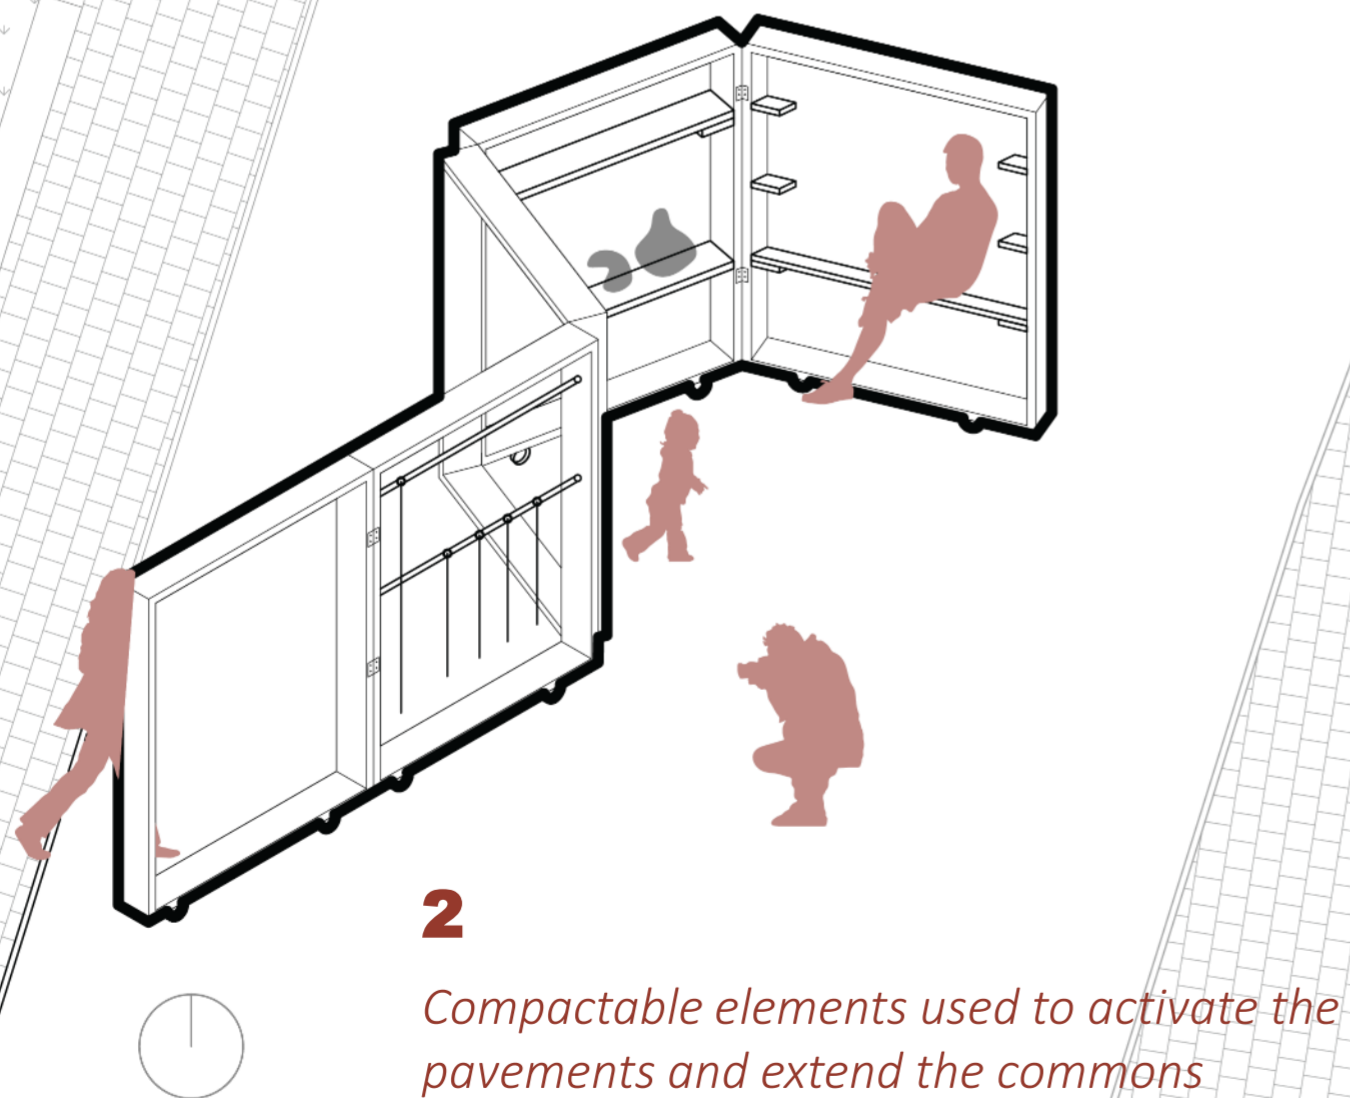 2
Compactable elements used to activate the
pavements and extend the commons